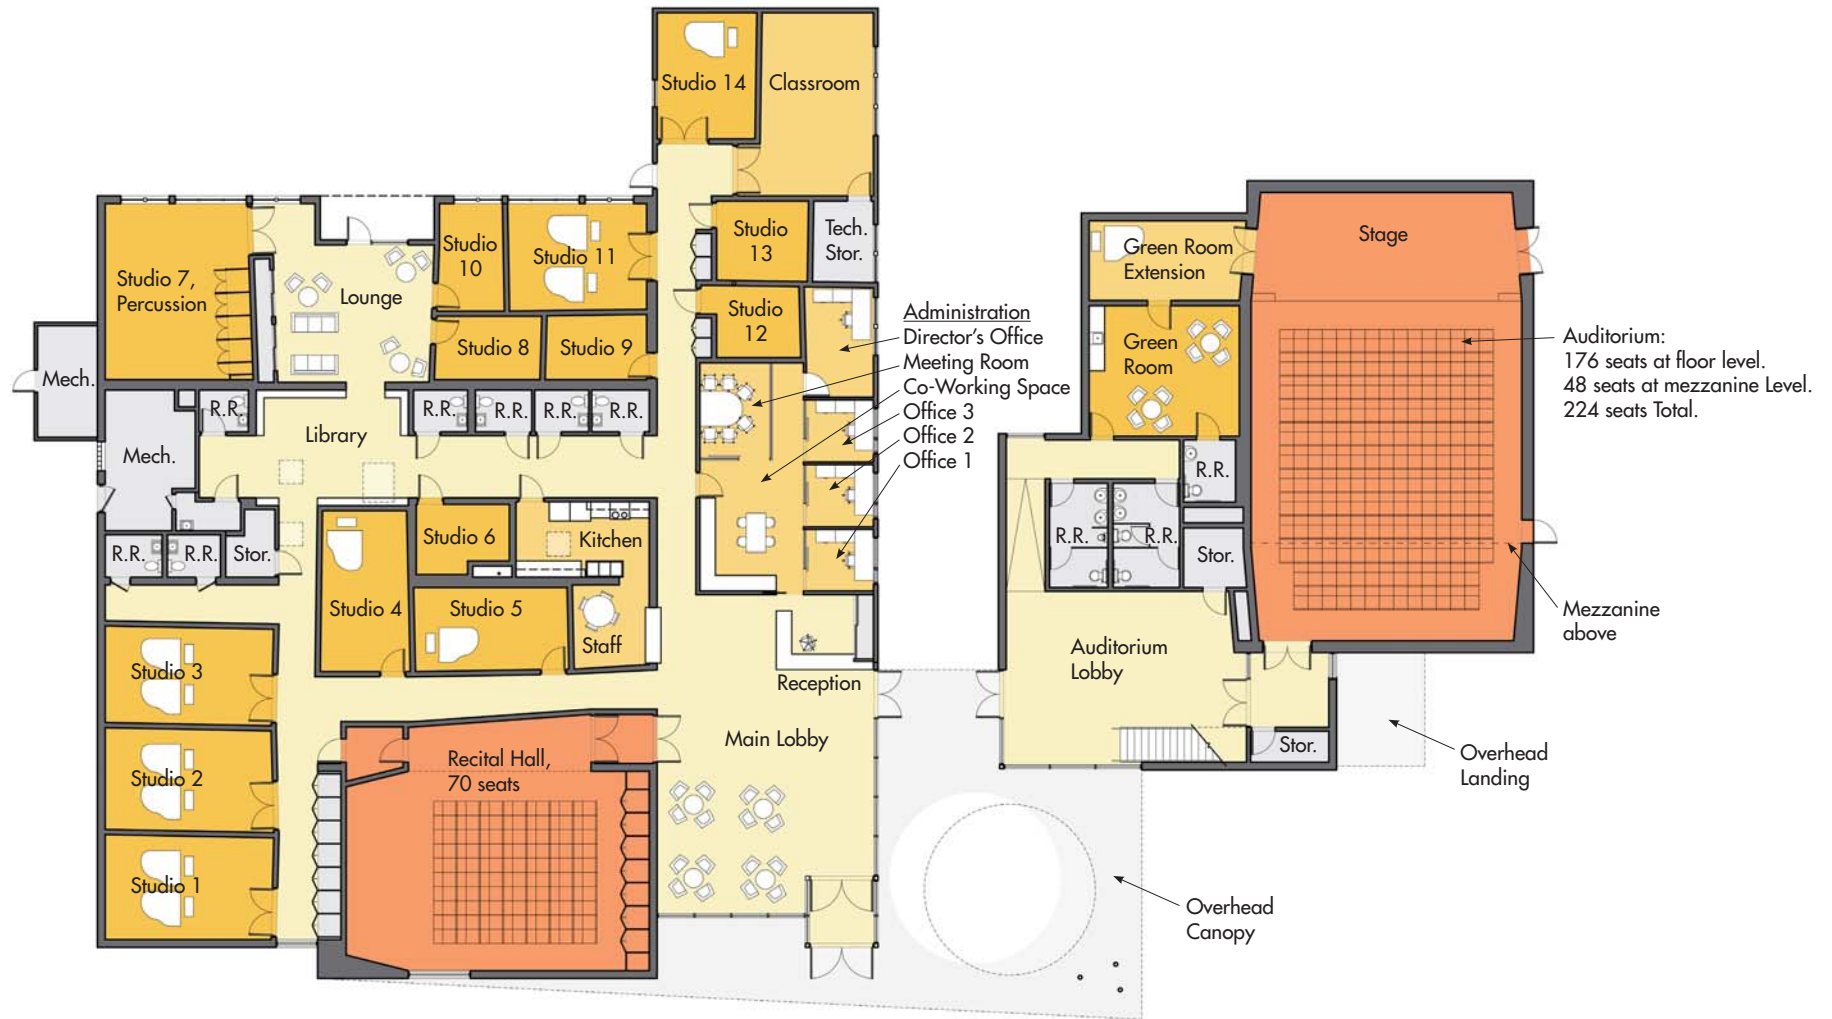 Studio 14
Classroom
Studio 7,
Percussion
Lounge
Studio
10
Studio 11
Studio
13
Tech.
Stor.
Studio
12
Studio 8
Studio 9
Mech.
Mech.
R.R.
Library
R.R.
R.R.
R.R.
R.R.
Administration
Director's Office
Meeting Room
Co-Working Space
Office 3
Office 2
Office 1
R.R.
R.R.
Stor.
Studio 6
Kitchen
Studio 4
Studio 5
Staff
Studio 3
Studio 2
Studio 1
Recital Hall,
70 seats
Reception
Main Lobby
Green Room
Extension
Green
Room
Stage
Auditorium:
176 seats at floor level.
48 seats at mezzanine Level.
224 seats Total.
R.R.
R.R.
R.R.
Stor.
Mezzanine
above
Auditorium
Lobby
Stor.
Overhead
Landing
Overhead
Canopy